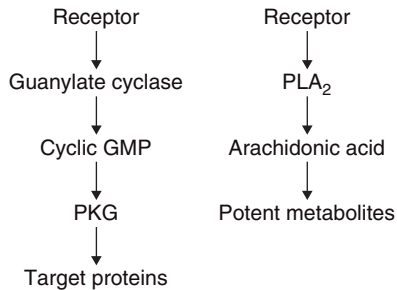 Receptor
Guanylate cyclase
Cyclic GMP
PKG
Target proteins
Receptor
PLA₂
Arachidonic acid
Potent metabolites